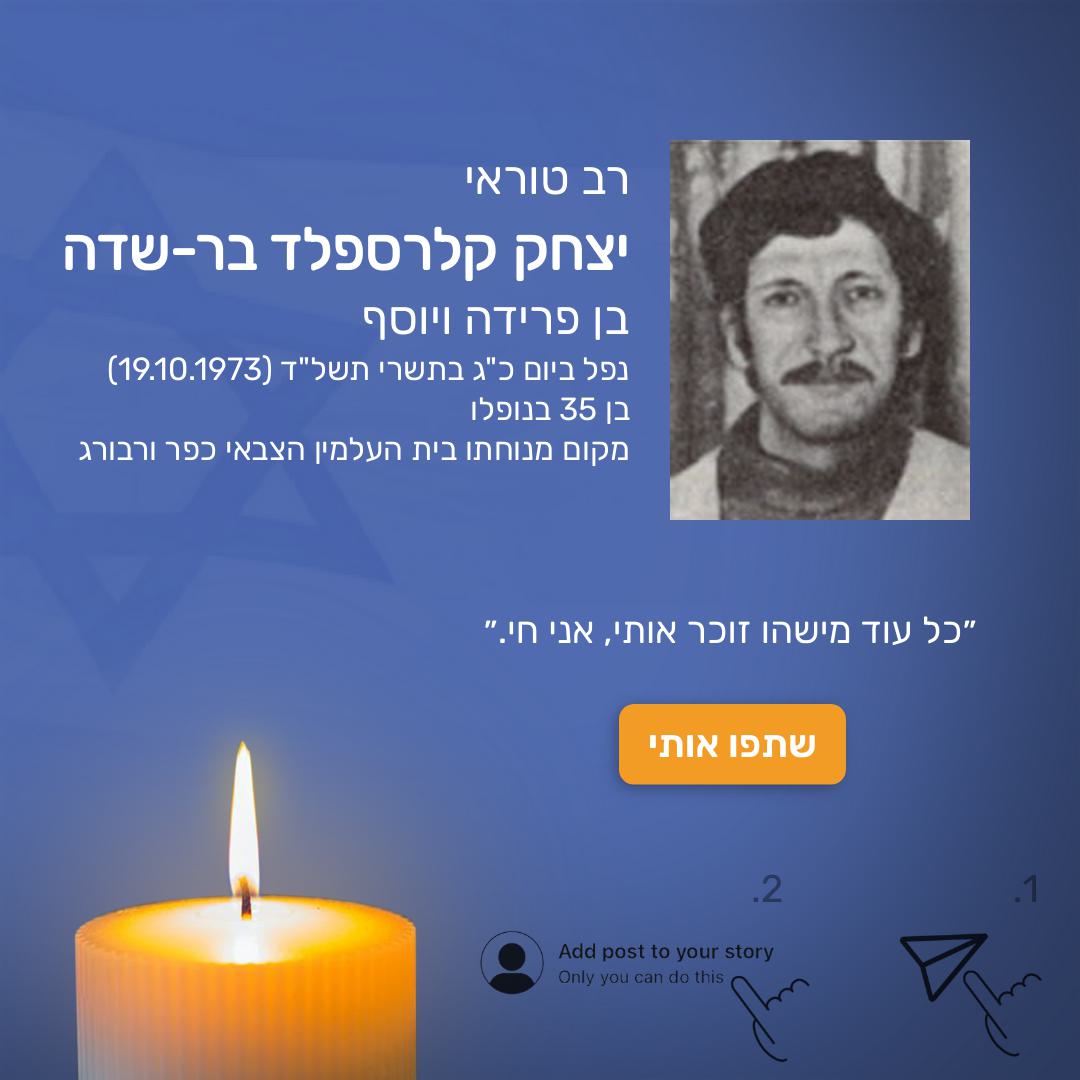 רב טוראי
יצחק קלרספלד בר-שדה
בן פרידה ויוסף
נפל ביום כ"ג בתשרי תשל"ד (19.10.1973)
בן 35 בנופלו
מקום מנוחתו בית העלמין הצבאי כפר ורבורג
״כל עוד מישהו זוכר אותי, אני חי.״
שתפו אותי
1.
2.
Add post to your story
Only you can do this